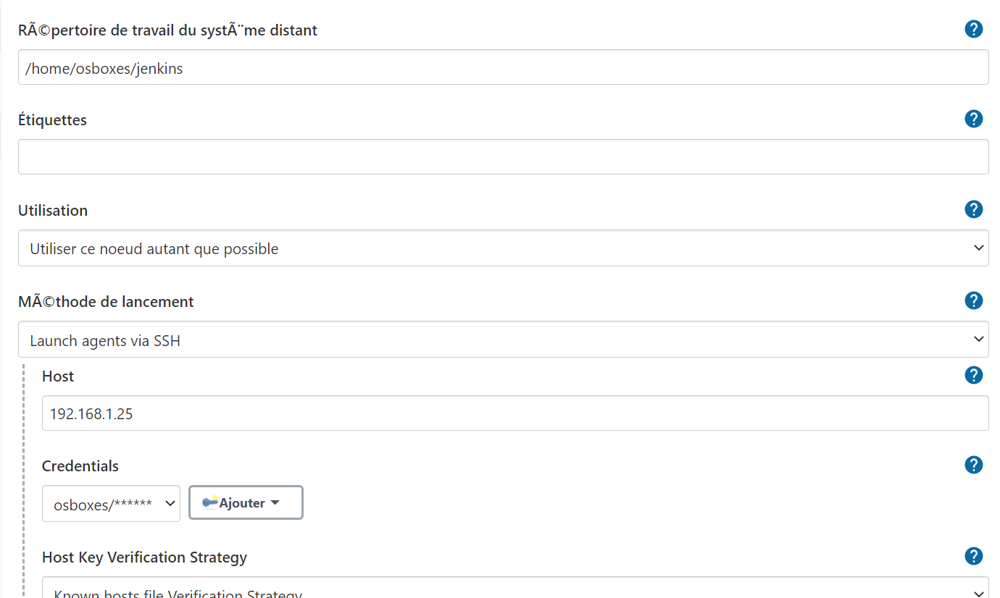 RÃ©pertoire de travail du systÃ¨me distant
/home/osboxes/jenkins
Étiquettes
Utilisation
Utiliser ce noeud autant que possible
MÃ©thode de lancement
Launch agents via SSH
Host
192.168.1.25
Credentials
osboxes/******
Ajouter
Host Key Verification Strategy
Known hosts file Verification Strategy